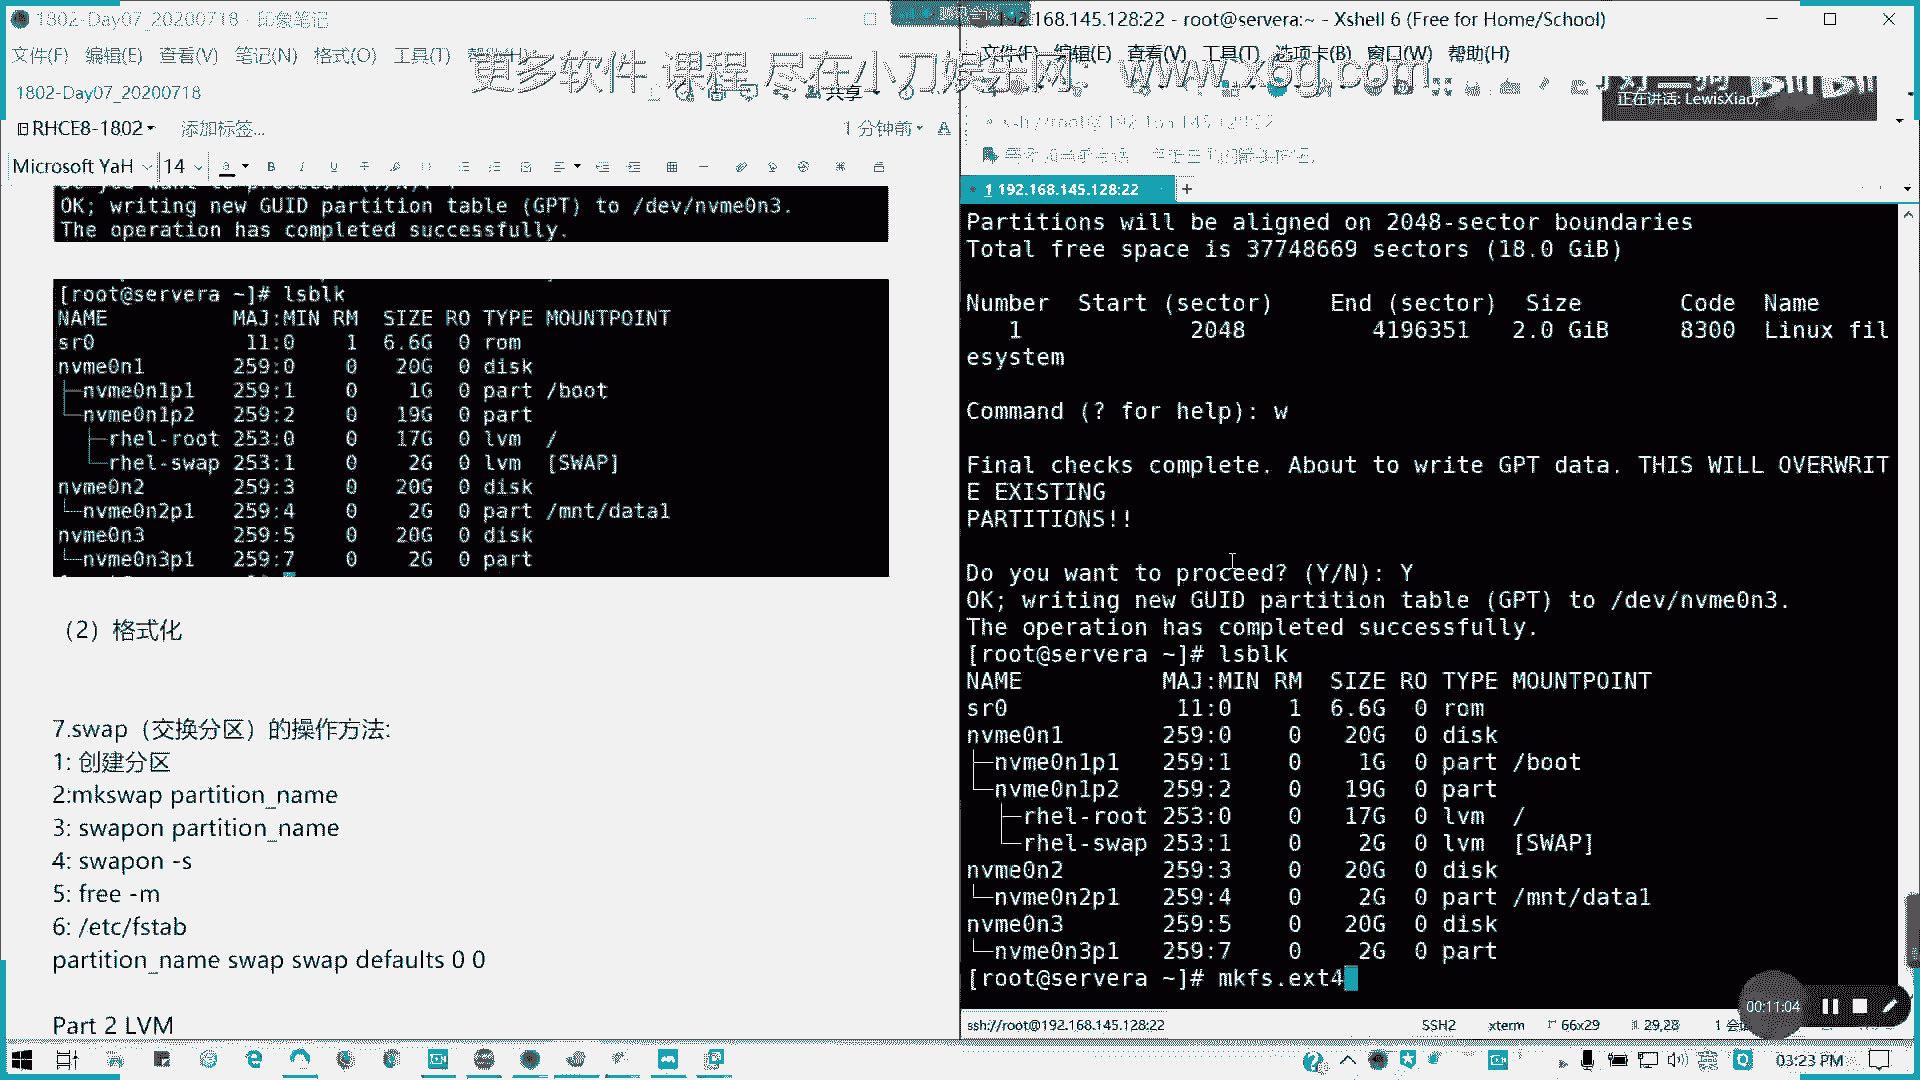 1802-Day07_20200718 - 印象笔记
文件(F) 编辑(E) 查看(V) 笔记(N) 格式(O) 工具(T) 帮助(H)
更多软件 课程 尽在小刀娱乐网: www.x6g.com
1802-Day07_20200718
共享
RHCE8-1802 添加标签...
1 分钟前
Microsoft YaH 14
OK; writing new GUID partition table (GPT) to /dev/nvme0n3.
The operation has completed successfully.
[root@servera ~]# lsblk
NAME MAJ:MIN RM SIZE RO TYPE MOUNTPOINT
sr0 11:0 1 6.6G 0 rom
nvme0n1 259:0 0 20G 0 disk
├─nvme0n1p1 259:1 0 1G 0 part /boot
└─nvme0n1p2 259:2 0 19G 0 part
├─rhel-root 253:0 0 17G 0 lvm /
└─rhel-swap 253:1 0 2G 0 lvm [SWAP]
nvme0n2 259:3 0 20G 0 disk
└─nvme0n2p1 259:4 0 2G 0 part /mnt/data1
nvme0n3 259:5 0 20G 0 disk
└─nvme0n3p1 259:7 0 2G 0 part
（2）格式化
7.swap（交换分区）的操作方法:
1: 创建分区
2:mkswap partition_name
3: swapon partition_name
4: swapon -s
5: free -m
6: /etc/fstab
partition_name swap swap defaults 0 0
Part 2 LVM
192.168.145.128:22 - root@servera:~ - Xshell 6 (Free for Home/School)
文件(F) 编辑(E) 查看(V) 工具(T) 选项卡(B) 窗口(W) 帮助(H)
正在讲话: LewisXiao;
ssh://root@192.168.145.128:22
1 192.168.145.128:22
Partitions will be aligned on 2048-sector boundaries
Total free space is 37748669 sectors (18.0 GiB)
Number Start (sector) End (sector) Size Code Name
1 2048 4196351 2.0 GiB 8300 Linux fil
esystem
Command (? for help): w
Final checks complete. About to write GPT data. THIS WILL OVERWRIT
E EXISTING
PARTITIONS!!
Do you want to proceed? (Y/N): Y
OK; writing new GUID partition table (GPT) to /dev/nvme0n3.
The operation has completed successfully.
[root@servera ~]# lsblk
NAME MAJ:MIN RM SIZE RO TYPE MOUNTPOINT
sr0 11:0 1 6.6G 0 rom
nvme0n1 259:0 0 20G 0 disk
├─nvme0n1p1 259:1 0 1G 0 part /boot
└─nvme0n1p2 259:2 0 19G 0 part
├─rhel-root 253:0 0 17G 0 lvm /
└─rhel-swap 253:1 0 2G 0 lvm [SWAP]
nvme0n2 259:3 0 20G 0 disk
└─nvme0n2p1 259:4 0 2G 0 part /mnt/data1
nvme0n3 259:5 0 20G 0 disk
└─nvme0n3p1 259:7 0 2G 0 part
[root@servera ~]# mkfs.ext4
00:11:04
ssh://root@192.168.145.128:22 SSH2 xterm 66x29 29,28
03:23 PM